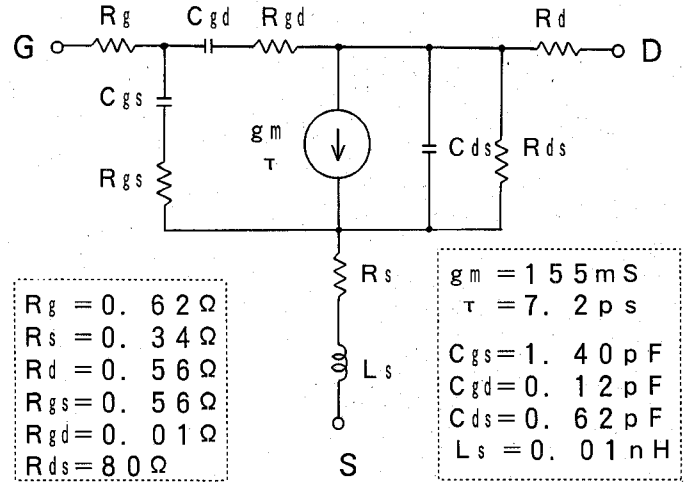 Rg Cgd Rgd Rd
G D
Cgs
gm
τ
Cds Rds
Rgs
Rs
Ls
S
Rg=0.62Ω
Rs=0.34Ω
Rd=0.56Ω
Rgs=0.56Ω
Rgd=0.01Ω
Rds=80Ω
gm=155mS
τ=7.2ps
Cgs=1.40pF
Cgd=0.12pF
Cds=0.62pF
Ls=0.01nH